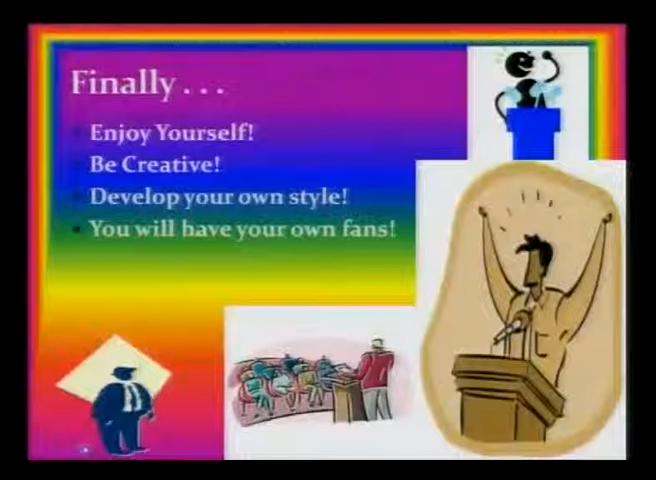 Finally . . .
Enjoy Yourself!
Be Creative!
Develop your own style!
You will have your own fans!